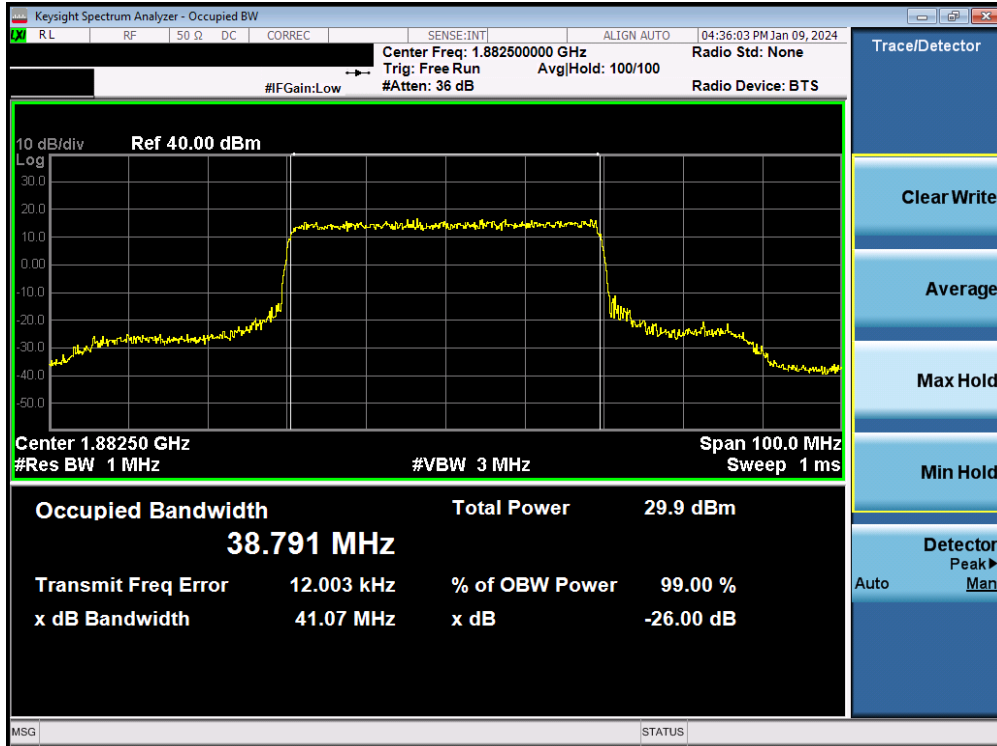 Keysight Spectrum Analyzer - Occupied BW
LXI RL RF 50 Ω DC CORREC SENSE:INT ALIGN AUTO 04:36:03 PM Jan 09, 2024
Center Freq: 1.882500000 GHz Radio Std: None
Trig: Free Run Avg|Hold: 100/100
#IFGain:Low #Atten: 36 dB Radio Device: BTS
10 dB/div Ref 40.00 dBm
Log
30.0
20.0
10.0
0.00
-10.0
-20.0
-30.0
-40.0
-50.0
Center 1.88250 GHz Span 100.0 MHz
#Res BW 1 MHz #VBW 3 MHz Sweep 1 ms
Occupied Bandwidth Total Power 29.9 dBm
38.791 MHz
Transmit Freq Error 12.003 kHz % of OBW Power 99.00 %
x dB Bandwidth 41.07 MHz x dB -26.00 dB
MSG STATUS
Trace/Detector
Clear Write
Average
Max Hold
Min Hold
Detector
Peak▶
Auto Man